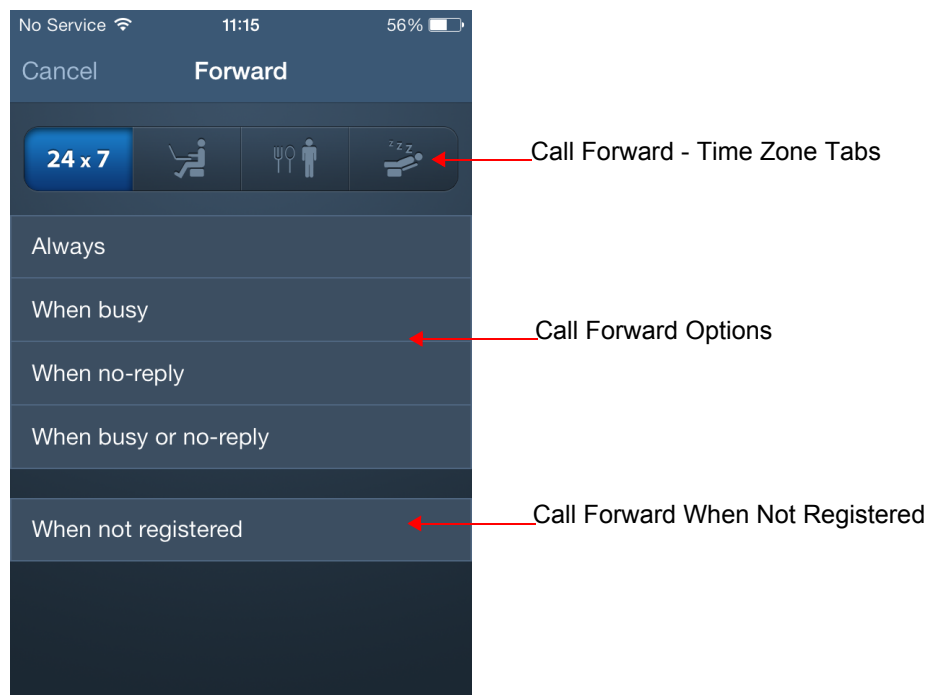 No Service 11:15 56%
Cancel Forward
24 x 7 z z z
Call Forward - Time Zone Tabs
Always
When busy
Call Forward Options
When no-reply
When busy or no-reply
When not registered
Call Forward When Not Registered